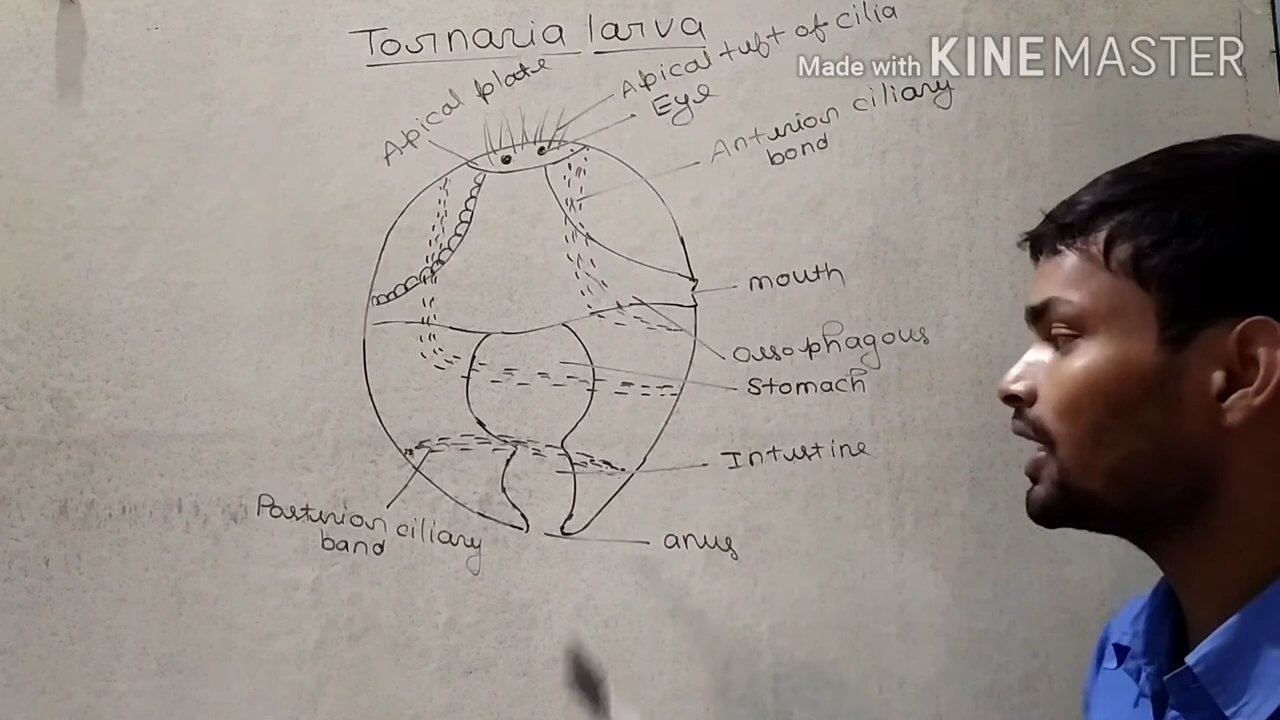 Tornaria larva
Made with KINEMASTER
Apical plate
Apical tuft of cilia
Eye
Anterior ciliary
bond
mouth
oesophagous
Stomach
Intestine
Posterior ciliary
band
anus